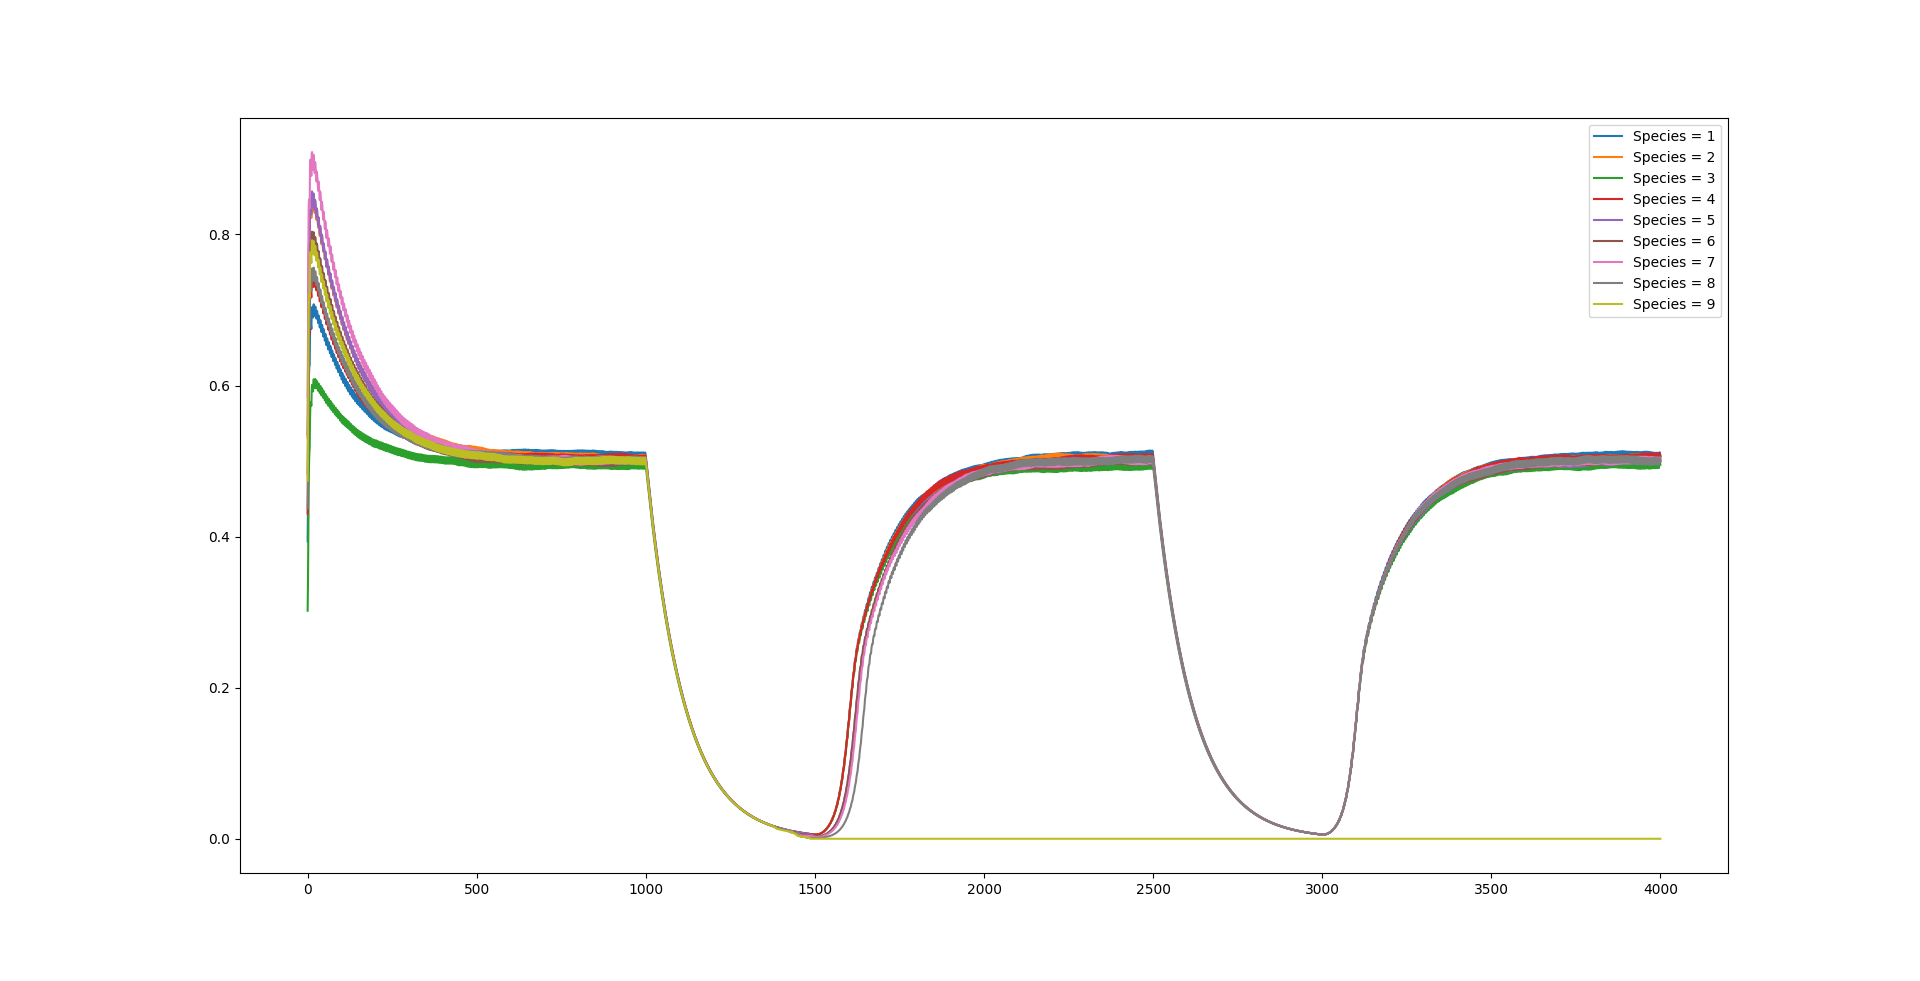 Species = 1
Species = 2
Species = 3
Species = 4
Species = 5
Species = 6
Species = 7
Species = 8
Species = 9
0.8
0.6
0.4
0.2
0.0
0 500 1000 1500 2000 2500 3000 3500 4000